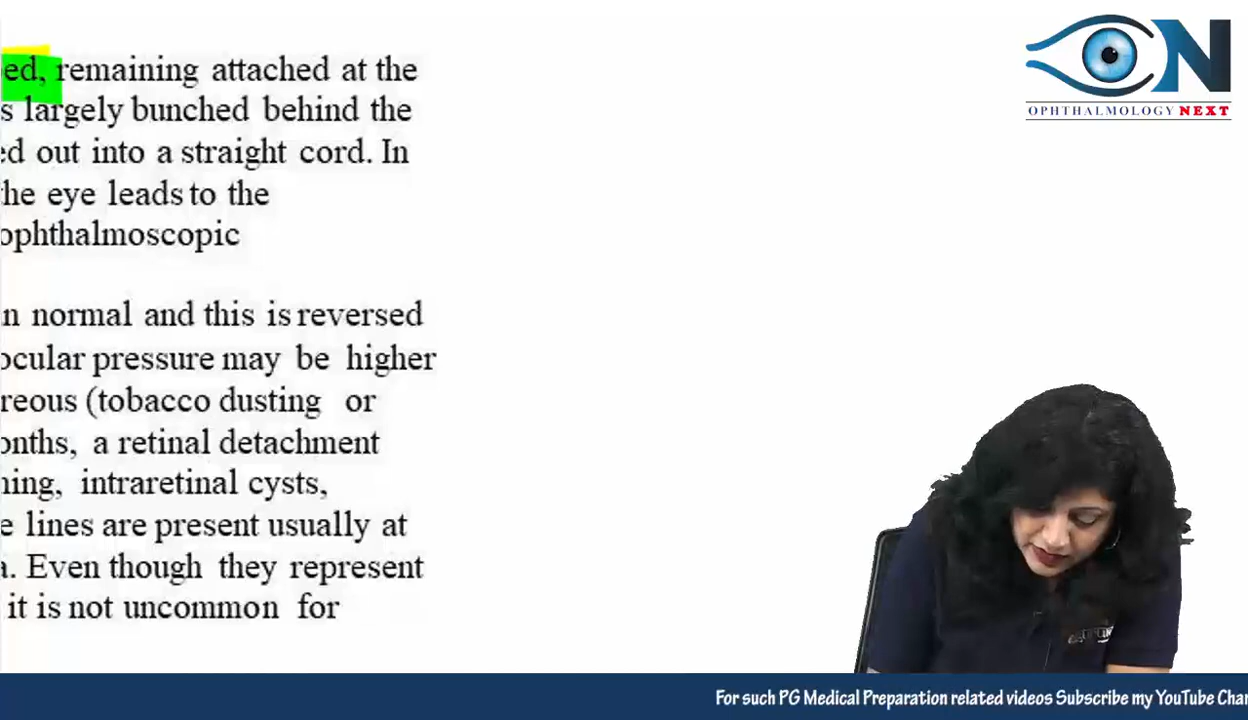 remaining attached at the
s largely bunched behind the
ed out into a straight cord. In
he eye leads to the
ophthalmoscopic
n normal and this is reversed
ocular pressure may be higher
reous (tobacco dusting or
onths, a retinal detachment
ning, intraretinal cysts,
e lines are present usually at
a. Even though they represent
it is not uncommon for
ON
OPHTHALMOLOGY NEXT
For such PG Medical Preparation related videos Subscribe my YouTube Chan